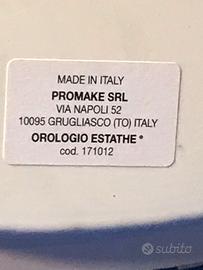 MADE IN ITALY
PROMAKE SRL
VIA NAPOLI 52
10095 GRUGLIASCO (TO) ITALY
OROLOGIO ESTATHE ®
cod. 171012
subito